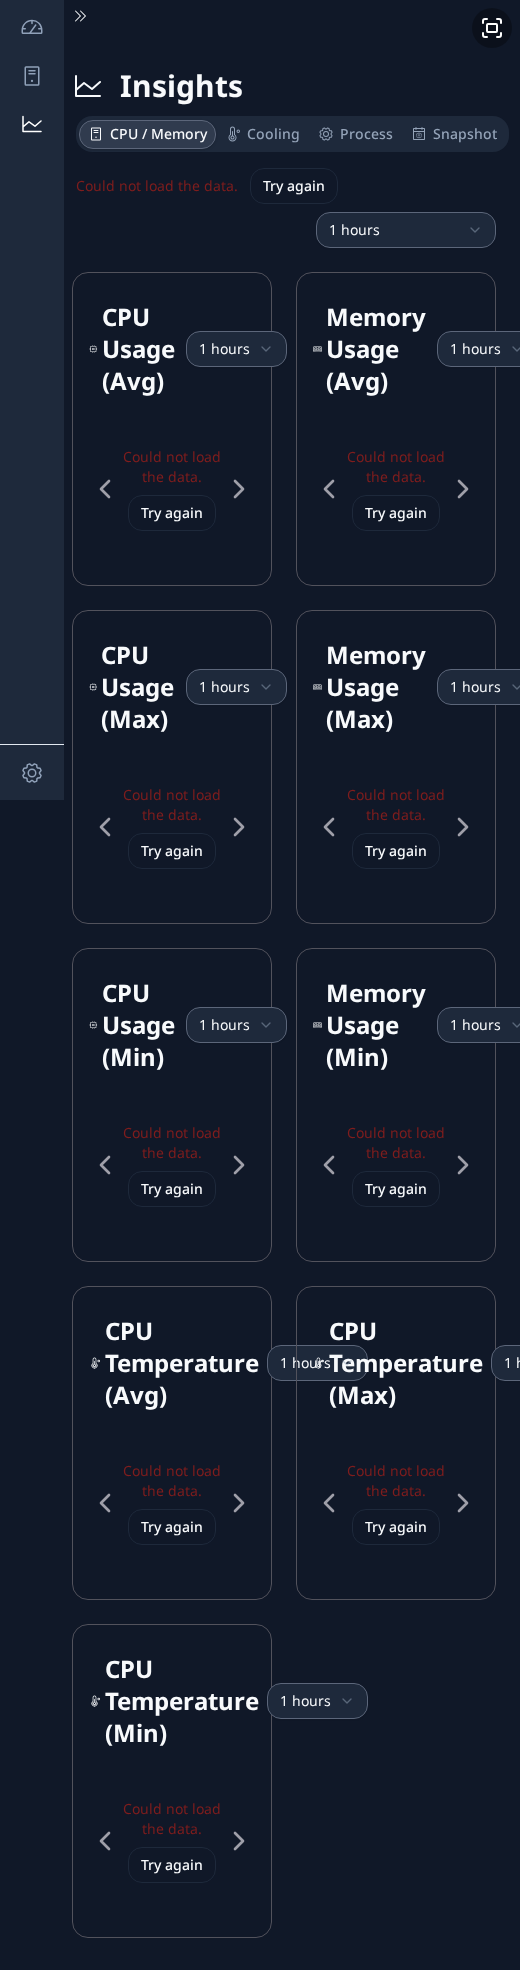 Insights
CPU / Memory Cooling Process Snapshot
Could not load the data. Try again
1 hours
CPU
Usage
(Avg)
1 hours
Could not load
the data.
Try again
Memory
Usage
(Avg)
1 hours
Could not load
the data.
Try again
CPU
Usage
(Max)
1 hours
Could not load
the data.
Try again
Memory
Usage
(Max)
1 hours
Could not load
the data.
Try again
CPU
Usage
(Min)
1 hours
Could not load
the data.
Try again
Memory
Usage
(Min)
1 hours
Could not load
the data.
Try again
CPU
Temperature
(Avg)
1 hours
Could not load
the data.
Try again
CPU
Temperature
(Max)
1 h
Could not load
the data.
Try again
CPU
Temperature
(Min)
1 hours
Could not load
the data.
Try again